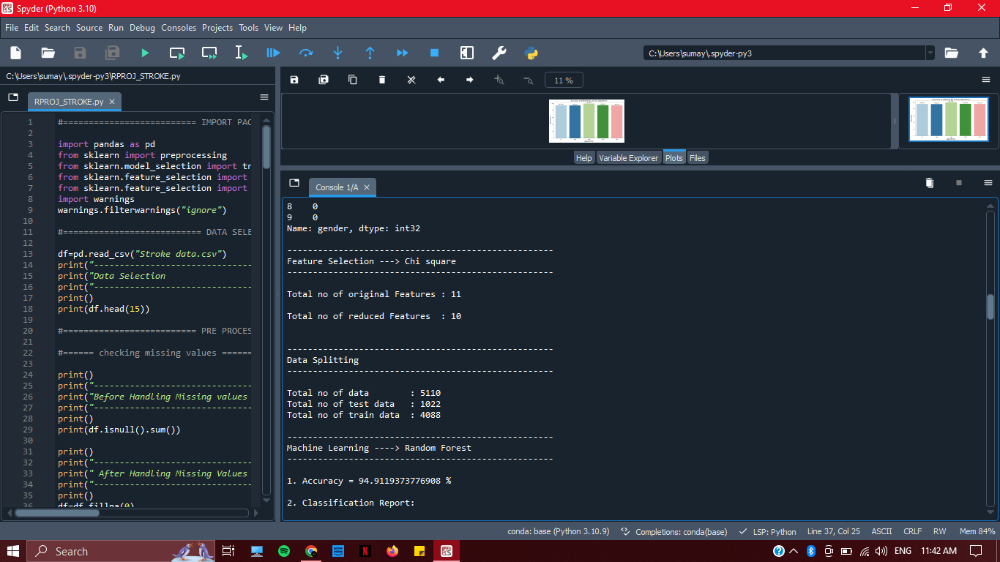 Spyder (Python 3.10)
File Edit Search Source Run Debug Consoles Projects Tools View Help
C:\Users\sumay\.spyder-py3
C:\Users\sumay\.spyder-py3\RPROJ_STROKE.py
RPROJ_STROKE.py
1 #========================== IMPORT PAC
2
3 import pandas as pd
4 from sklearn import preprocessing
5 from sklearn.model_selection import tr
6 from sklearn.feature_selection import
7 from sklearn.feature_selection import
8 import warnings
9 warnings.filterwarnings("ignore")
10
11 #=========================== DATA SELE
12
13 df=pd.read_csv("Stroke data.csv")
14 print("-------------------------------
15 print("Data Selection
16 print("-------------------------------
17 print()
18 print(df.head(15))
19
20 #========================== PRE PROCES
21
22 #====== checking missing values ======
23
24 print()
25 print("-------------------------------
26 print("Before Handling Missing values
27 print("-------------------------------
28 print()
29 print(df.isnull().sum())
30
31 print()
32 print("-------------------------------
33 print(" After Handling Missing Values
34 print("-------------------------------
35 print()
36 df=df.fillna(0)
11 %
Help Variable Explorer Plots Files
Console 1/A
8 0
9 0
Name: gender, dtype: int32
----------------------------------------------------
Feature Selection ---> Chi square
----------------------------------------------------
Total no of original Features : 11
Total no of reduced Features : 10
----------------------------------------------------
Data Splitting
----------------------------------------------------
Total no of data : 5110
Total no of test data : 1022
Total no of train data : 4088
----------------------------------------------------
Machine Learning ----> Random Forest
----------------------------------------------------
1. Accuracy = 94.9119373776908 %
2. Classification Report:
conda: base (Python 3.10.9) Completions: conda(base) LSP: Python Line 37, Col 25 ASCII CRLF RW Mem 84%
Search
ENG 11:42 AM